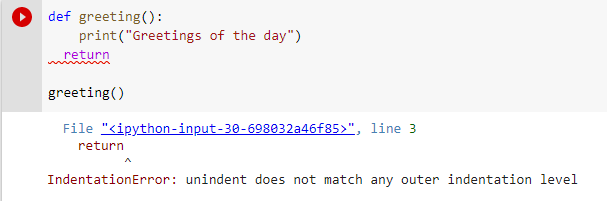 def greeting():
    print("Greetings of the day")
  return
greeting()
  File "<ipython-input-30-698032a46f85>", line 3
    return
          ^
IndentationError: unindent does not match any outer indentation level